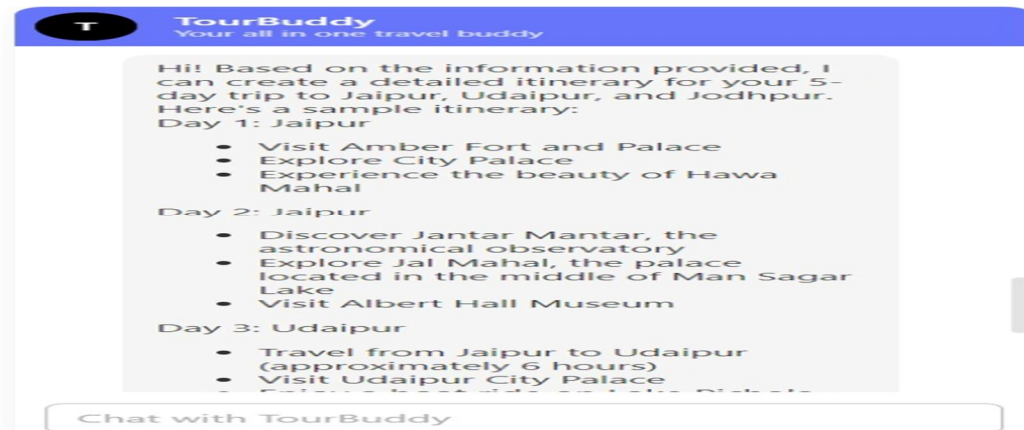 T
TourBuddy
Your all in one travel buddy
Hi! Based on the information provided, I
can create a detailed itinerary for your 5-
day trip to Jaipur, Udaipur, and Jodhpur.
Here's a sample itinerary:
Day 1: Jaipur
• Visit Amber Fort and Palace
• Explore City Palace
• Experience the beauty of Hawa
Mahal
Day 2: Jaipur
• Discover Jantar Mantar, the
astronomical observatory
• Explore Jal Mahal, the palace
located in the middle of Man Sagar
Lake
• Visit Albert Hall Museum
Day 3: Udaipur
• Travel from Jaipur to Udaipur
(approximately 6 hours)
• Visit Udaipur City Palace
Chat with TourBuddy